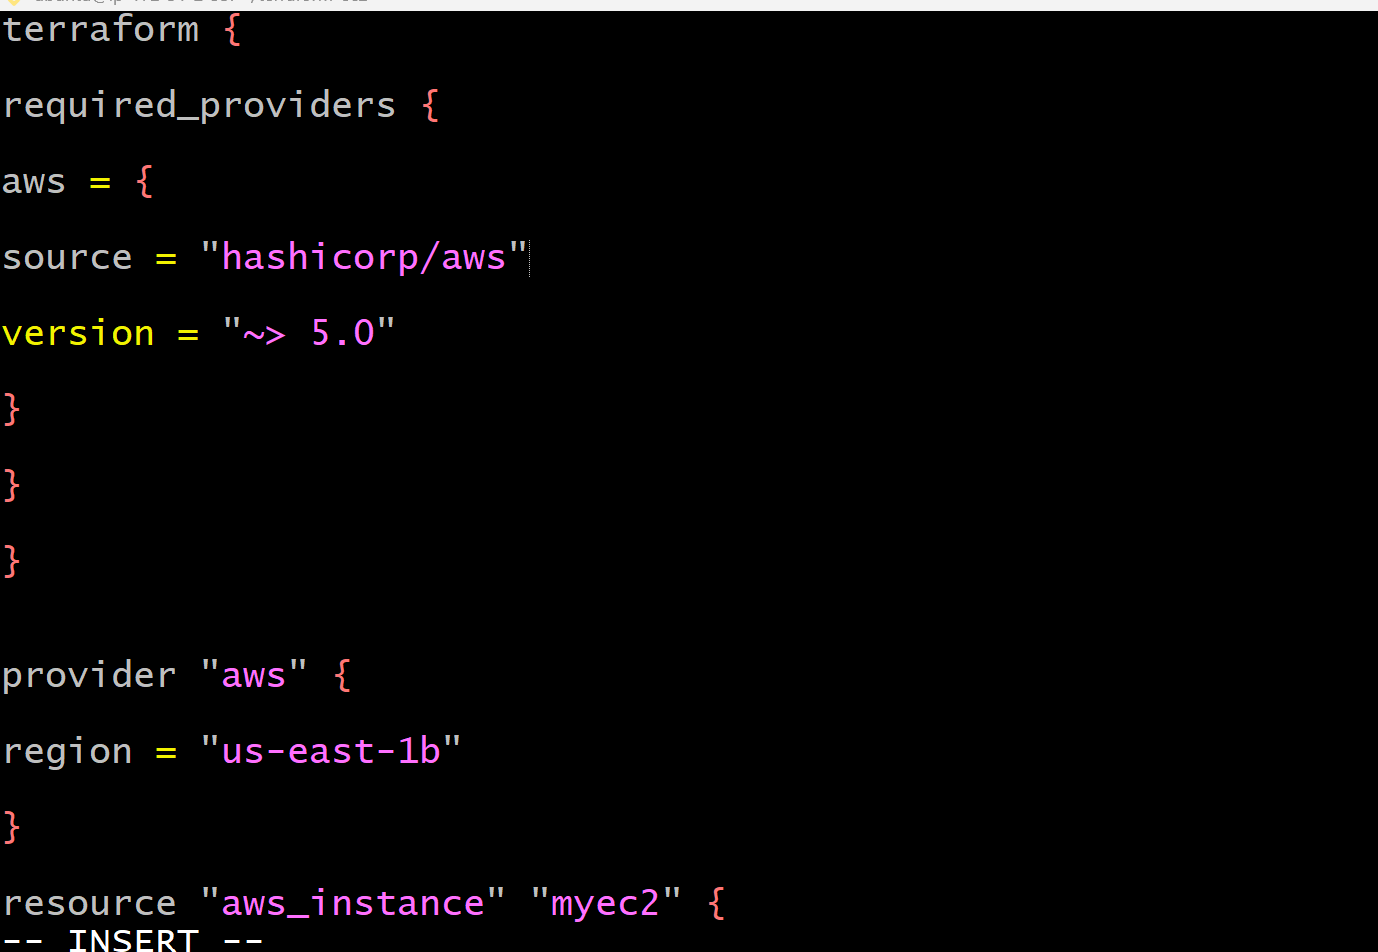 terraform {
required_providers {
aws = {
source = "hashicorp/aws"
version = "~> 5.0"
}
}
}
provider "aws" {
region = "us-east-1b"
}
resource "aws_instance" "myec2" {
-- INSERT --